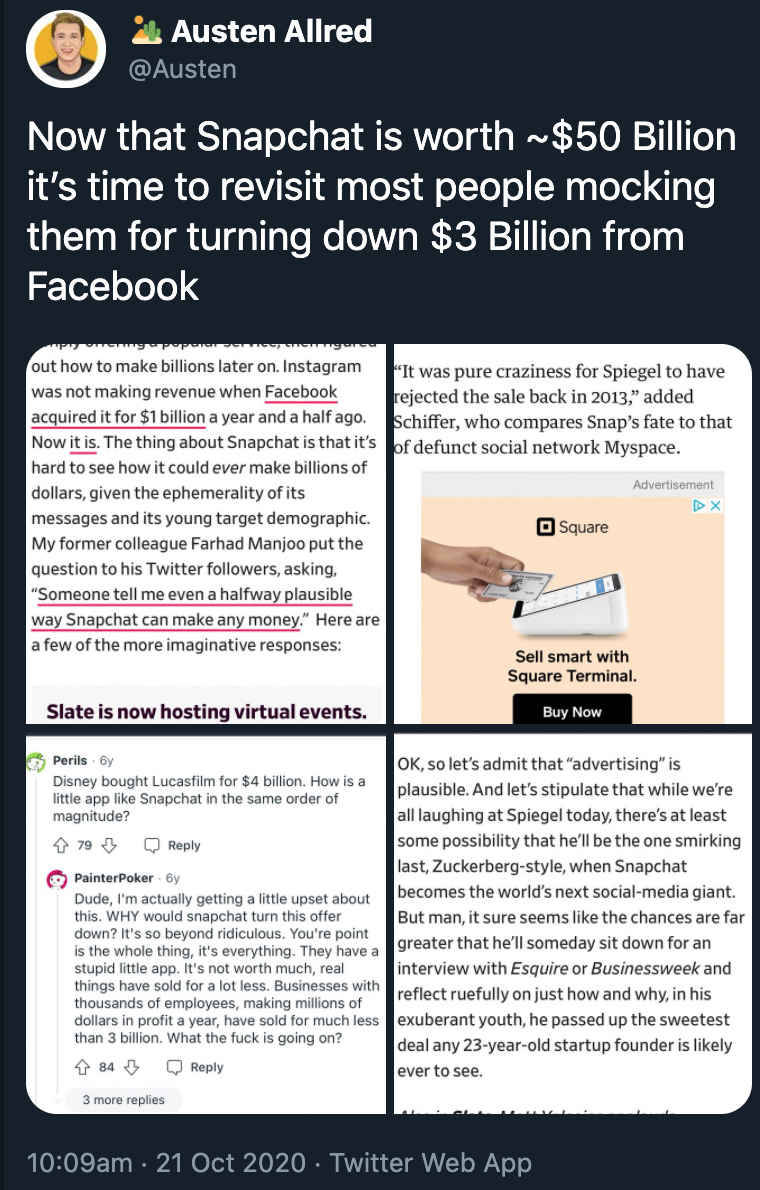 Austen Allred
@Austen
Now that Snapchat is worth ~$50 Billion
it's time to revisit most people mocking
them for turning down $3 Billion from
Facebook
out how to make billions later on. Instagram
was not making revenue when Facebook
acquired it for $1 billion a year and a half ago.
Now it is. The thing about Snapchat is that it's
hard to see how it could ever make billions of
dollars, given the ephemerality of its
messages and its young target demographic.
My former colleague Farhad Manjoo put the
question to his Twitter followers, asking,
“Someone tell me even a halfway plausible
way Snapchat can make any money.” Here are
a few of the more imaginative responses:
Slate is now hosting virtual events.
“It was pure craziness for Spiegel to have
rejected the sale back in 2013,” added
Schiffer, who compares Snap's fate to that
of defunct social network Myspace.
Advertisement
Square
Sell smart with
Square Terminal.
Buy Now
Perils · 6y
Disney bought Lucasfilm for $4 billion. How is a
little app like Snapchat in the same order of
magnitude?
79 Reply
PainterPoker · 6y
Dude, I'm actually getting a little upset about
this. WHY would snapchat turn this offer
down? It's so beyond ridiculous. You're point
is the whole thing, it's everything. They have a
stupid little app. It's not worth much, real
things have sold for a lot less. Businesses with
thousands of employees, making millions of
dollars in profit a year, have sold for much less
than 3 billion. What the fuck is going on?
84 Reply
3 more replies
OK, so let's admit that “advertising” is
plausible. And let's stipulate that while we're
all laughing at Spiegel today, there's at least
some possibility that he'll be the one smirking
last, Zuckerberg-style, when Snapchat
becomes the world's next social-media giant.
But man, it sure seems like the chances are far
greater that he'll someday sit down for an
interview with Esquire or Businessweek and
reflect ruefully on just how and why, in his
exuberant youth, he passed up the sweetest
deal any 23-year-old startup founder is likely
ever to see.
10:09am · 21 Oct 2020 · Twitter Web App